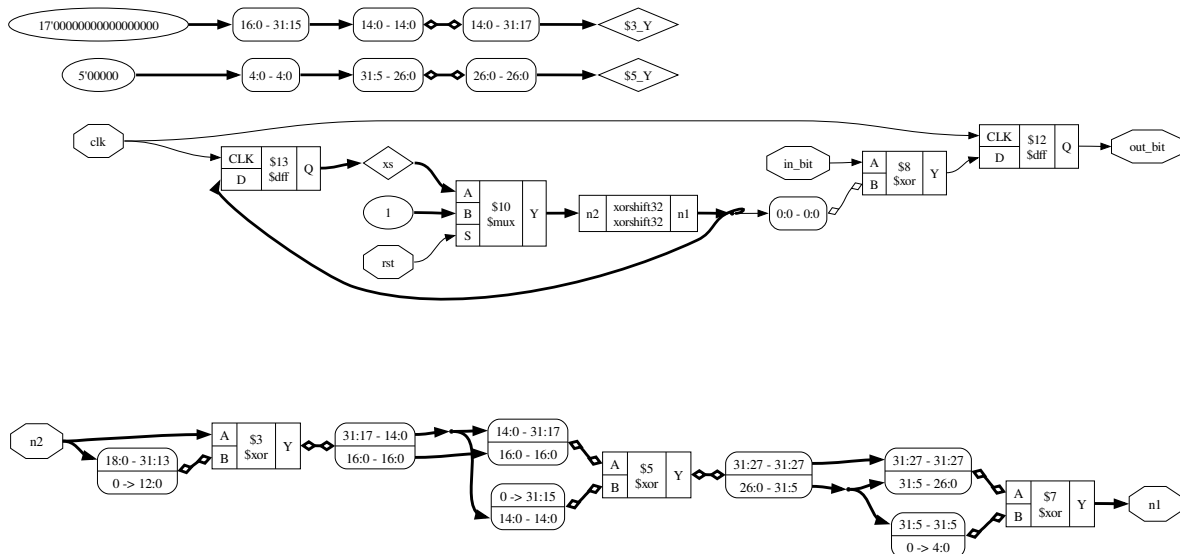 17'00000000000000000 16:0 - 31:15 14:0 - 14:0 14:0 - 31:17 $3_Y
5'00000 4:0 - 4:0 31:5 - 26:0 26:0 - 26:0 $5_Y
clk
CLK
D
$13
$dff
Q
xs
1
rst
A
B
S
$10
$mux
Y
n2
xorshift32
xorshift32
n1
0:0 - 0:0
in_bit
A
B
$8
$xor
Y
CLK
D
$12
$dff
Q
out_bit
n2
18:0 - 31:13
0 -> 12:0
A
B
$3
$xor
Y
31:17 - 14:0
16:0 - 16:0
14:0 - 31:17
16:0 - 16:0
0 -> 31:15
14:0 - 14:0
A
B
$5
$xor
Y
31:27 - 31:27
26:0 - 31:5
31:27 - 31:27
31:5 - 26:0
31:5 - 31:5
0 -> 4:0
A
B
$7
$xor
Y
n1